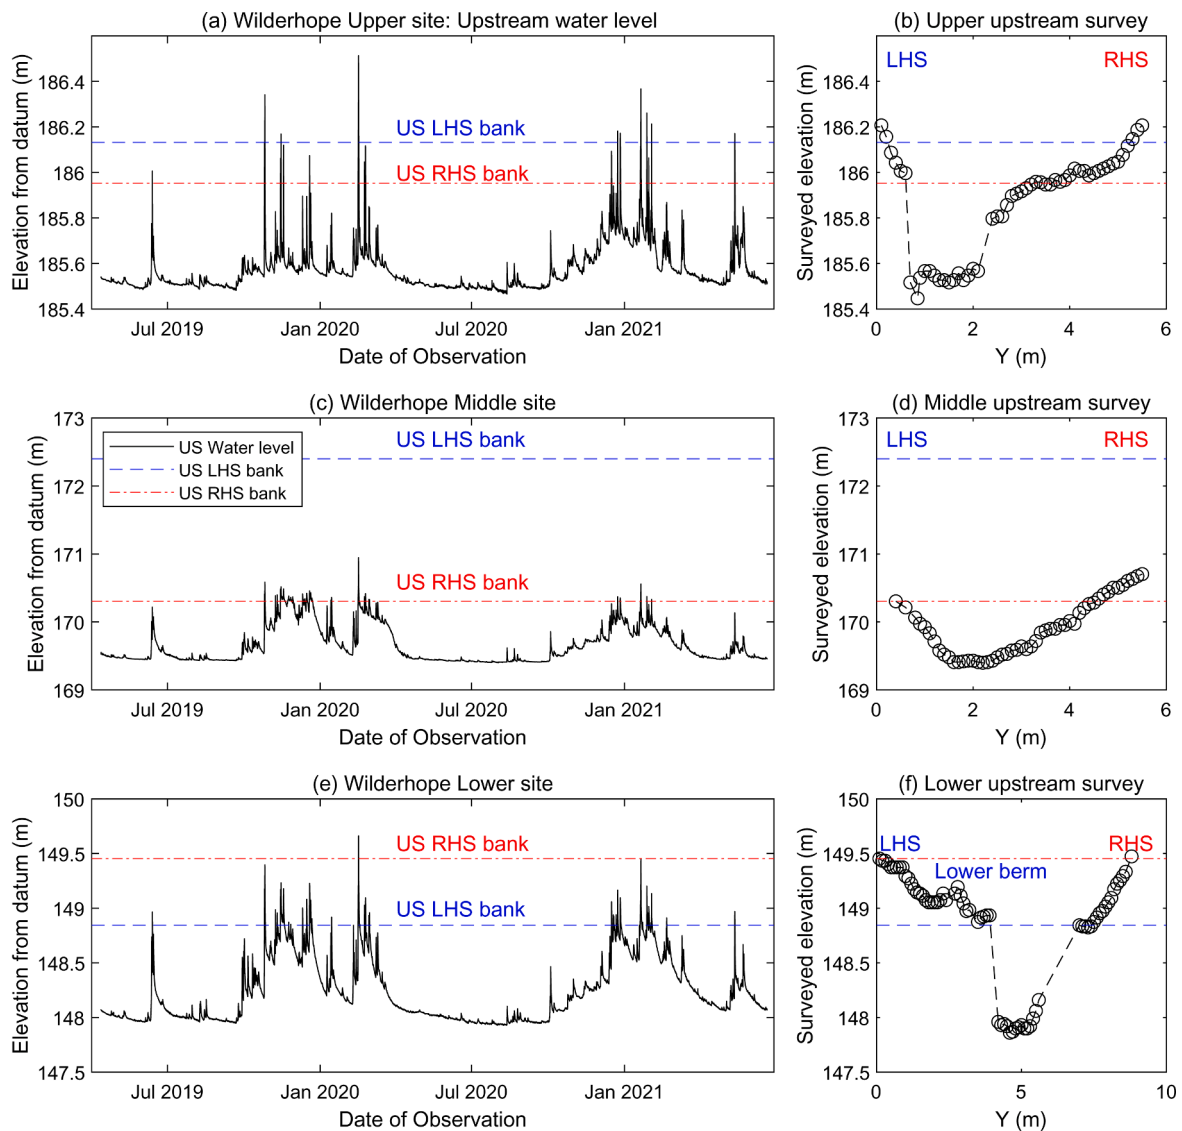 (a) Wilderhope Upper site: Upstream water level
Elevation from datum (m)
186.4
186.2
186
185.8
185.6
185.4
US LHS bank
US RHS bank
Jul 2019
Jan 2020
Jul 2020
Jan 2021
Date of Observation
(b) Upper upstream survey
Surveyed elevation (m)
186.4
186.2
186
185.8
185.6
185.4
LHS
RHS
0
2
4
6
Y (m)
(c) Wilderhope Middle site
Elevation from datum (m)
173
172
171
170
169
US LHS bank
US Water level
US LHS bank
US RHS bank
US RHS bank
Jul 2019
Jan 2020
Jul 2020
Jan 2021
Date of Observation
(d) Middle upstream survey
Surveyed elevation (m)
173
172
171
170
169
LHS
RHS
0
2
4
6
Y (m)
(e) Wilderhope Lower site
Elevation from datum (m)
150
149.5
149
148.5
148
147.5
US RHS bank
US LHS bank
Jul 2019
Jan 2020
Jul 2020
Jan 2021
Date of Observation
(f) Lower upstream survey
Surveyed elevation (m)
150
149.5
149
148.5
148
147.5
LHS
RHS
Lower berm
0
5
10
Y (m)